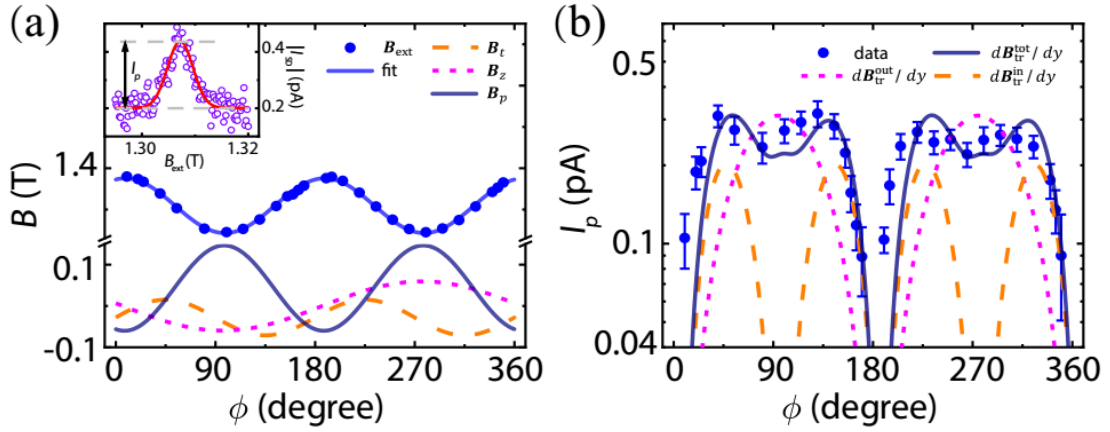 (a)
I_p
0.4
0.2
|I_sp| (pA)
1.30
1.32
B_ext(T)
B_ext
fit
B_t
B_z
B_p
B (T)
1.4
0.1
-0.1
0
90
180
270
360
ϕ (degree)
(b)
data
dB_tr^tot/ dy
dB_tr^out/ dy
dB_tr^in/ dy
I_p (pA)
0.5
0.1
0.04
0
90
180
270
360
ϕ (degree)